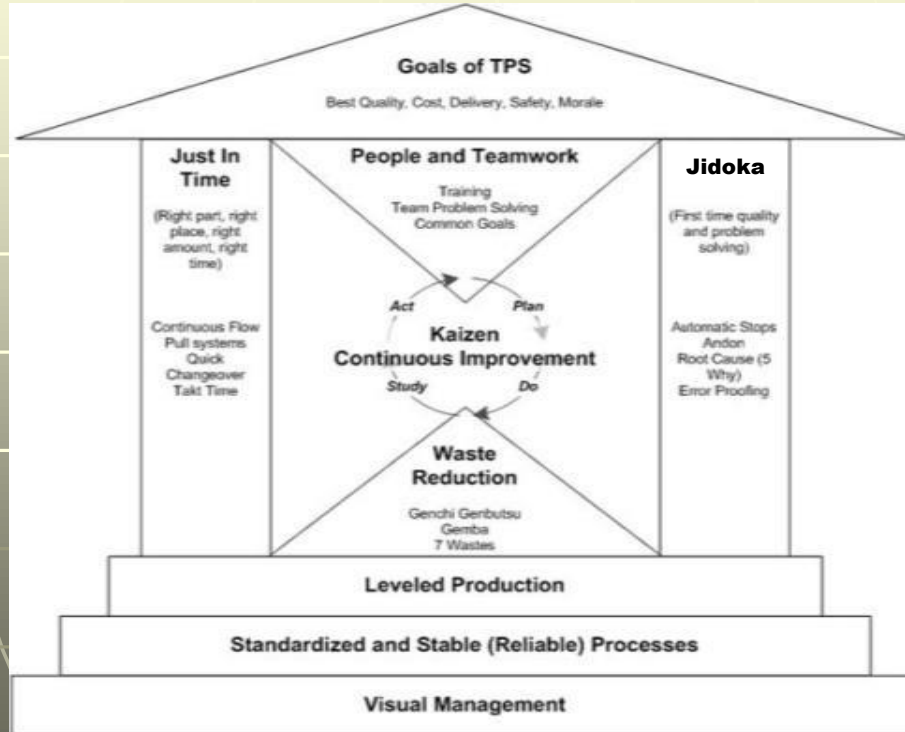 Goals of TPS
Best Quality, Cost, Delivery, Safety, Morale
Just In
Time
(Right part, right
place, right
amount, right
time)
Continuous Flow
Pull systems
Quick
Changeover
Takt Time
People and Teamwork
Training
Team Problem Solving
Common Goals
Act
Plan
Kaizen
Continuous Improvement
Study
Do
Waste
Reduction
Genchi Genbutsu
Gemba
7 Wastes
Jidoka
(First time quality
and problem
solving)
Automatic Stops
Andon
Root Cause (5
Why)
Error Proofing
Leveled Production
Standardized and Stable (Reliable) Processes
Visual Management